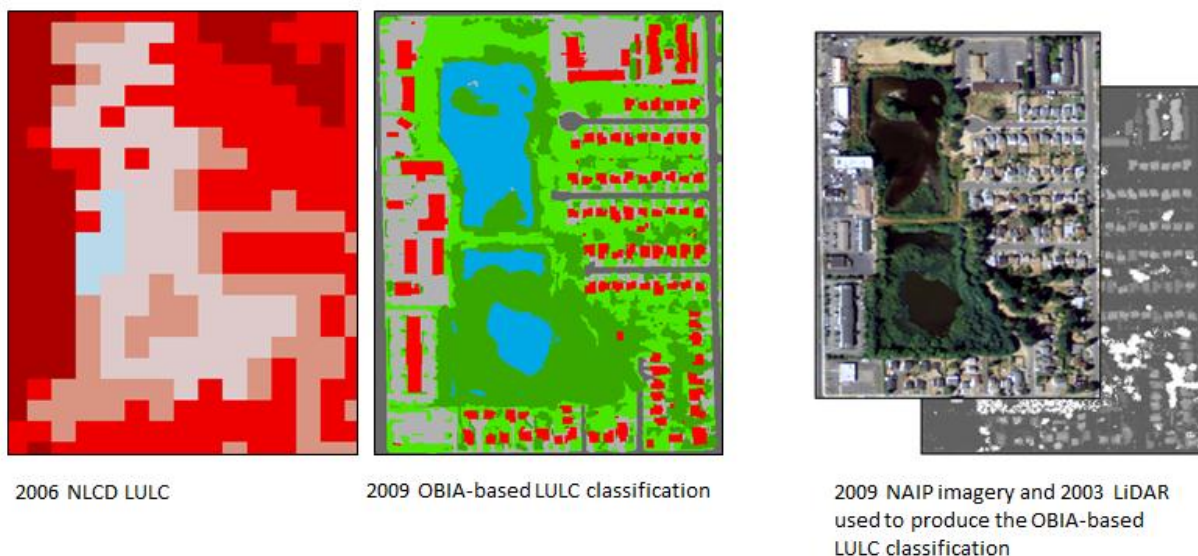 2006 NLCD LULC
2009 OBIA-based LULC classification
2009 NAIP imagery and 2003 LiDAR
used to produce the OBIA-based
LULC classification